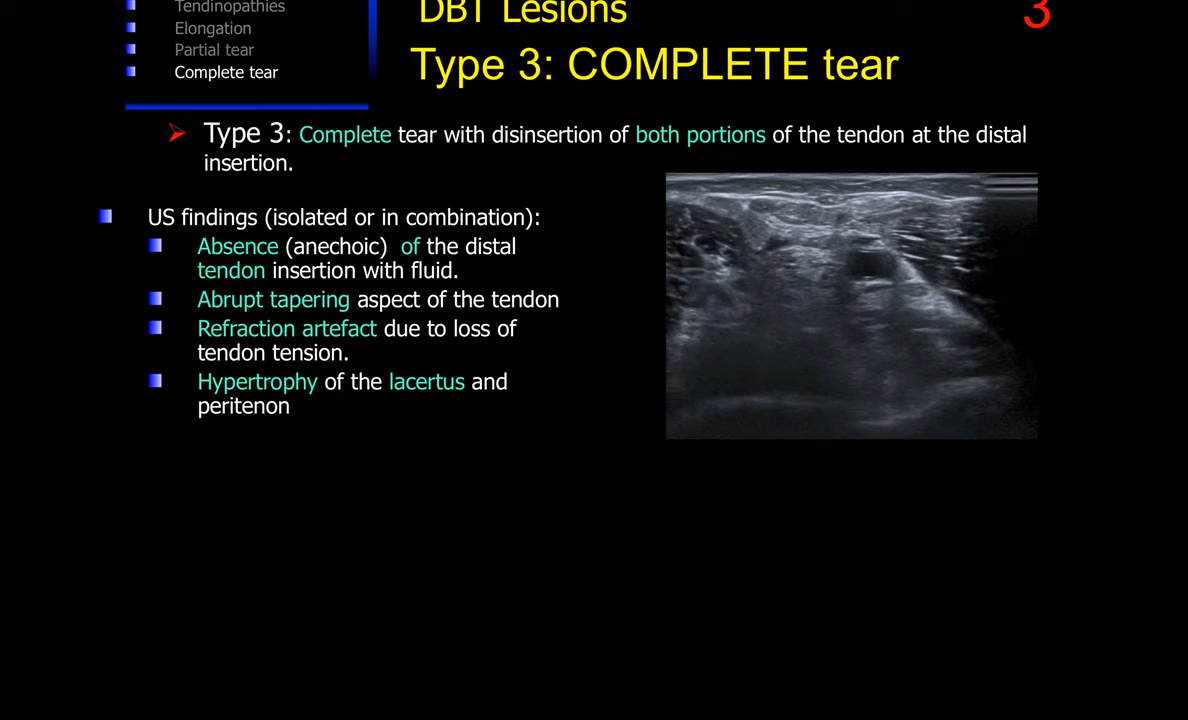 Tendinopathies
Elongation
Partial tear
Complete tear
DBT Lesions
3
Type 3: COMPLETE tear
Type 3: Complete tear with disinsertion of both portions of the tendon at the distal
insertion.
US findings (isolated or in combination):
Absence (anechoic) of the distal
tendon insertion with fluid.
Abrupt tapering aspect of the tendon
Refraction artefact due to loss of
tendon tension.
Hypertrophy of the lacertus and
peritenon